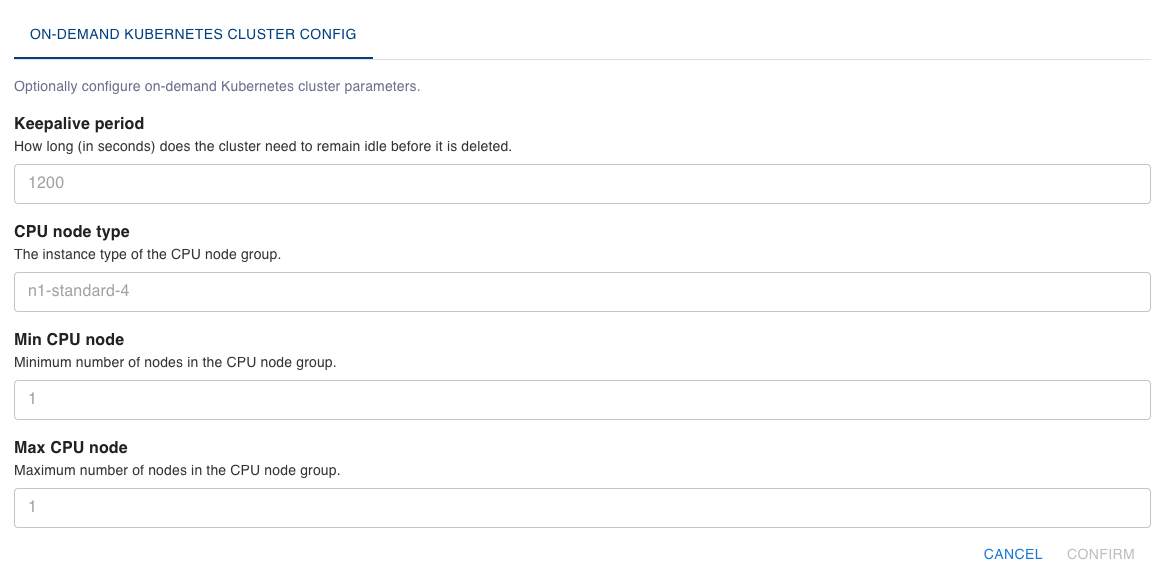 ON-DEMAND KUBERNETES CLUSTER CONFIG
Optionally configure on-demand Kubernetes cluster parameters.
Keepalive period
How long (in seconds) does the cluster need to remain idle before it is deleted.
1200
CPU node type
The instance type of the CPU node group.
n1-standard-4
Min CPU node
Minimum number of nodes in the CPU node group.
1
Max CPU node
Maximum number of nodes in the CPU node group.
1
CANCEL CONFIRM